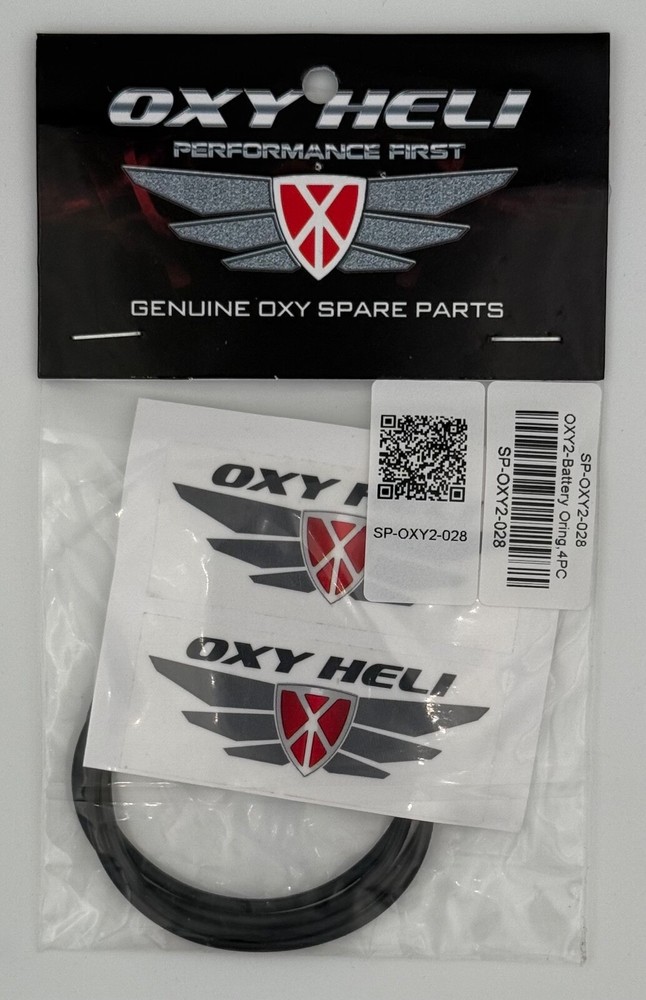 OXY HELI
PERFORMANCE FIRST
GENUINE OXY SPARE PARTS
SP-OXY2-028
SP-OXY2-028
OXY2-Battery Oring,4PC
SP-OXY2-028
OXY
OXY HELI